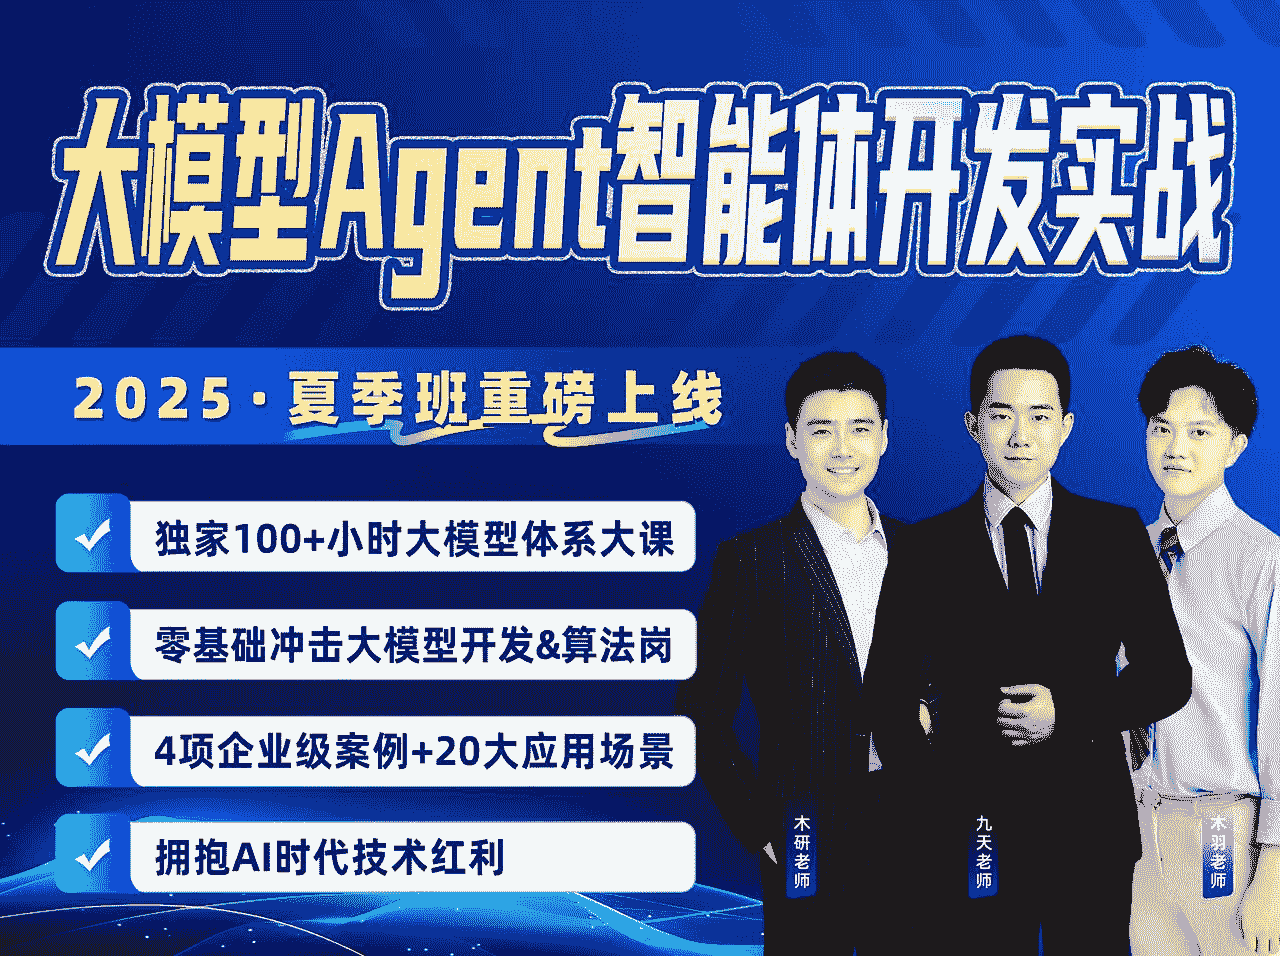 大模型Agent智能体开发实战
2025·夏季班重磅上线
独家100+小时大模型体系大课
零基础冲击大模型开发&算法岗
4项企业级案例+20大应用场景
拥抱AI时代技术红利
木研老师
九天老师
木羽老师